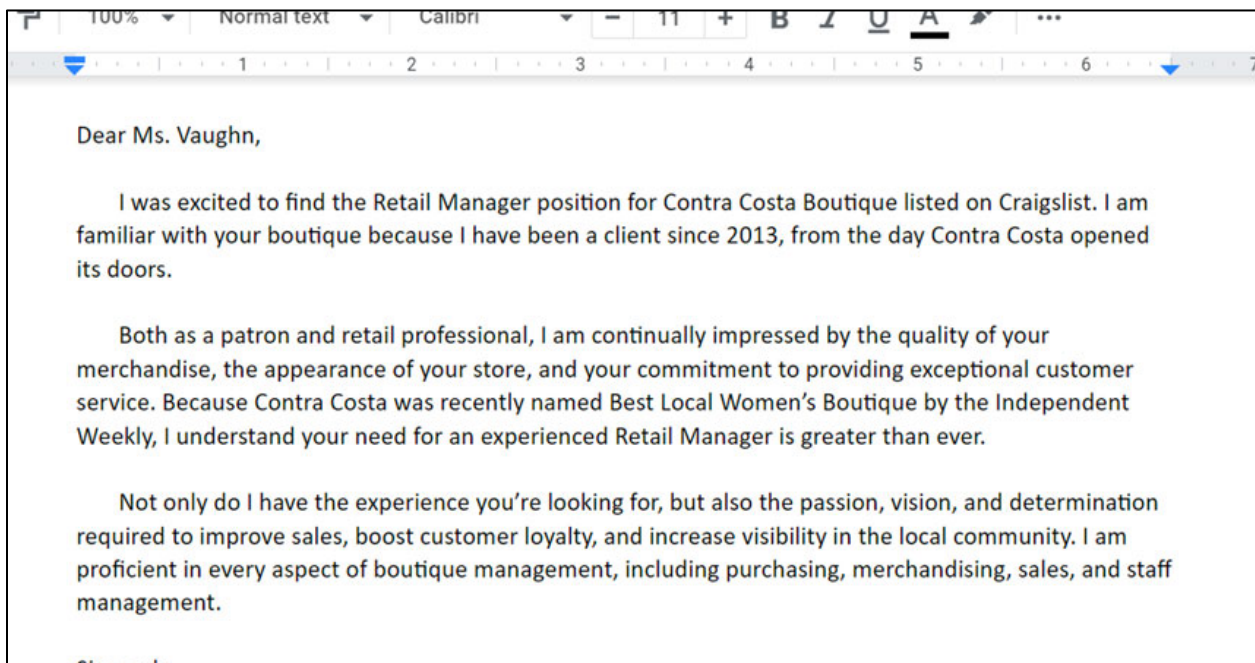 100% Normal text Calibri − 11 + B I U A ...
1 2 3 4 5 6 7
Dear Ms. Vaughn,
I was excited to find the Retail Manager position for Contra Costa Boutique listed on Craigslist. I am
familiar with your boutique because I have been a client since 2013, from the day Contra Costa opened
its doors.
Both as a patron and retail professional, I am continually impressed by the quality of your
merchandise, the appearance of your store, and your commitment to providing exceptional customer
service. Because Contra Costa was recently named Best Local Women’s Boutique by the Independent
Weekly, I understand your need for an experienced Retail Manager is greater than ever.
Not only do I have the experience you’re looking for, but also the passion, vision, and determination
required to improve sales, boost customer loyalty, and increase visibility in the local community. I am
proficient in every aspect of boutique management, including purchasing, merchandising, sales, and staff
management.